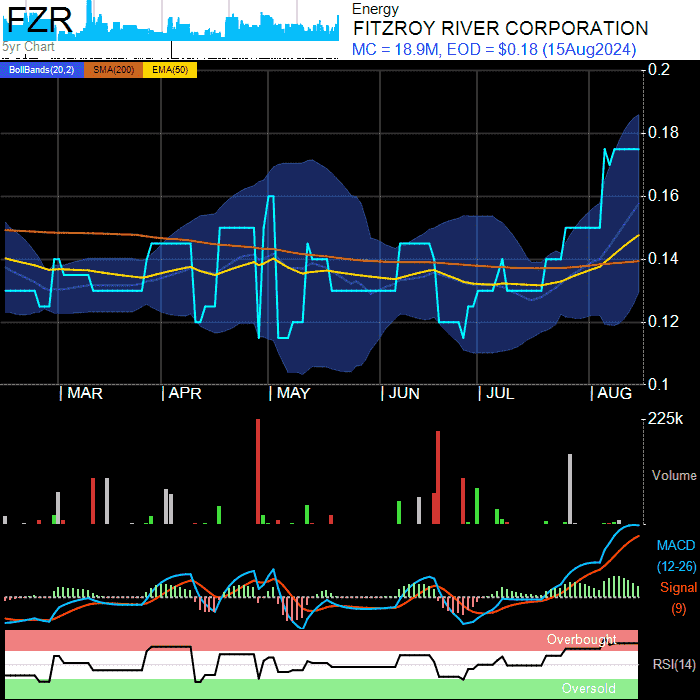 FZR
5yr Chart
Energy
FITZROY RIVER CORPORATION
MC = 18.9M, EOD = $0.18 (15Aug2024)
BollBands(20,2) SMA(200) EMA(50)
0.2
0.18
0.16
0.14
0.12
0.1
MAR APR MAY JUN JUL AUG
225k
Volume
MACD
(12-26)
Signal
(9)
Overbought
RSI(14)
Oversold